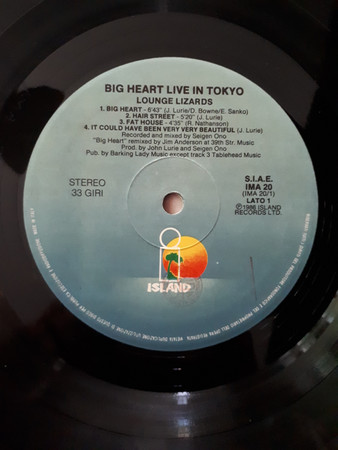 BIG HEART LIVE IN TOKYO
LOUNGE LIZARDS
1. BIG HEART - 6'43" (J. Lurie/D. Bowne/E. Sanko)
2. HAIR STREET - 5'20" (J. Lurie)
3. FAT HOUSE - 4'35" (R. Nathanson)
4. IT COULD HAVE BEEN VERY VERY BEAUTIFUL (J. Lurie)
Recorded and mixed by Seigen Ono
"Big Heart" remixed by Jim Anderson at 39th Str. Music
Prod. by John Lurie and Seigen Ono
Pub. by Barking Lady Music except track 3 Tablehead Music
STEREO
33 GIRI
S.I.A.E.
IMA 20
(IMA 20/1)
LATO 1
℗1986 ISLAND
RECORDS LTD.
ISLAND
MADE IN ITALY